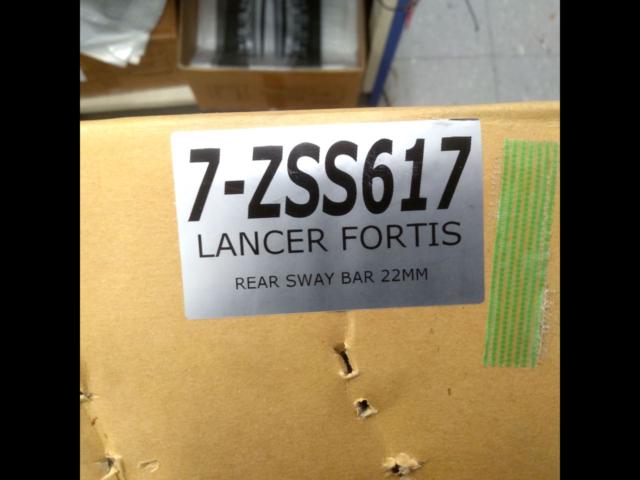 7-ZSS617
LANCER FORTIS
REAR SWAY BAR 22MM